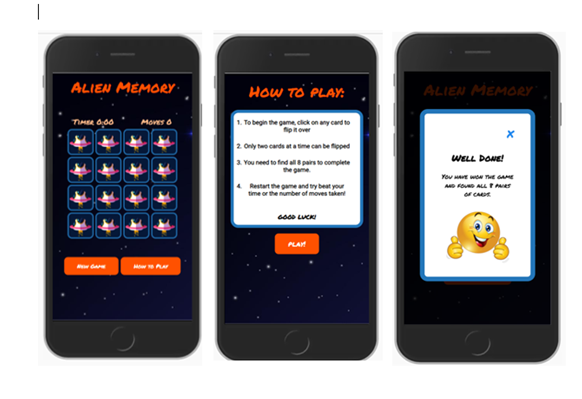 Alien Memory
Timer 0:00 Moves 0
New Game How to Play
How to play:
1. To begin the game, click on any card to
flip it over
2. Only two cards at a time can be flipped
3. You need to find all 8 pairs to complete
the game.
4. Restart the game and try beat your
time or the number of moves taken!
Good Luck!
Play!
Alien Memory
X
Well Done!
You have won the game
and found all 8 pairs
of cards.